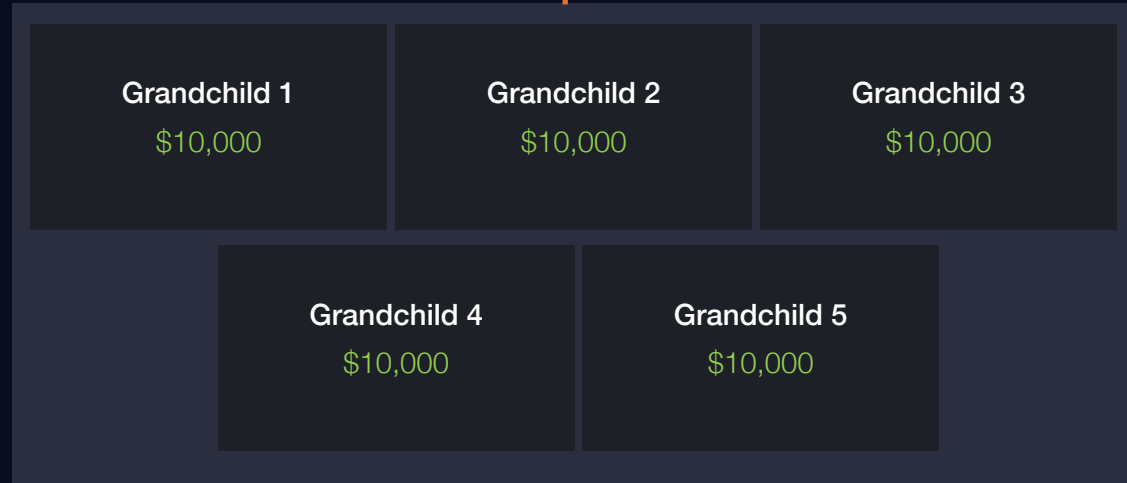 Grandchild 1
$10,000
Grandchild 2
$10,000
Grandchild 3
$10,000
Grandchild 4
$10,000
Grandchild 5
$10,000